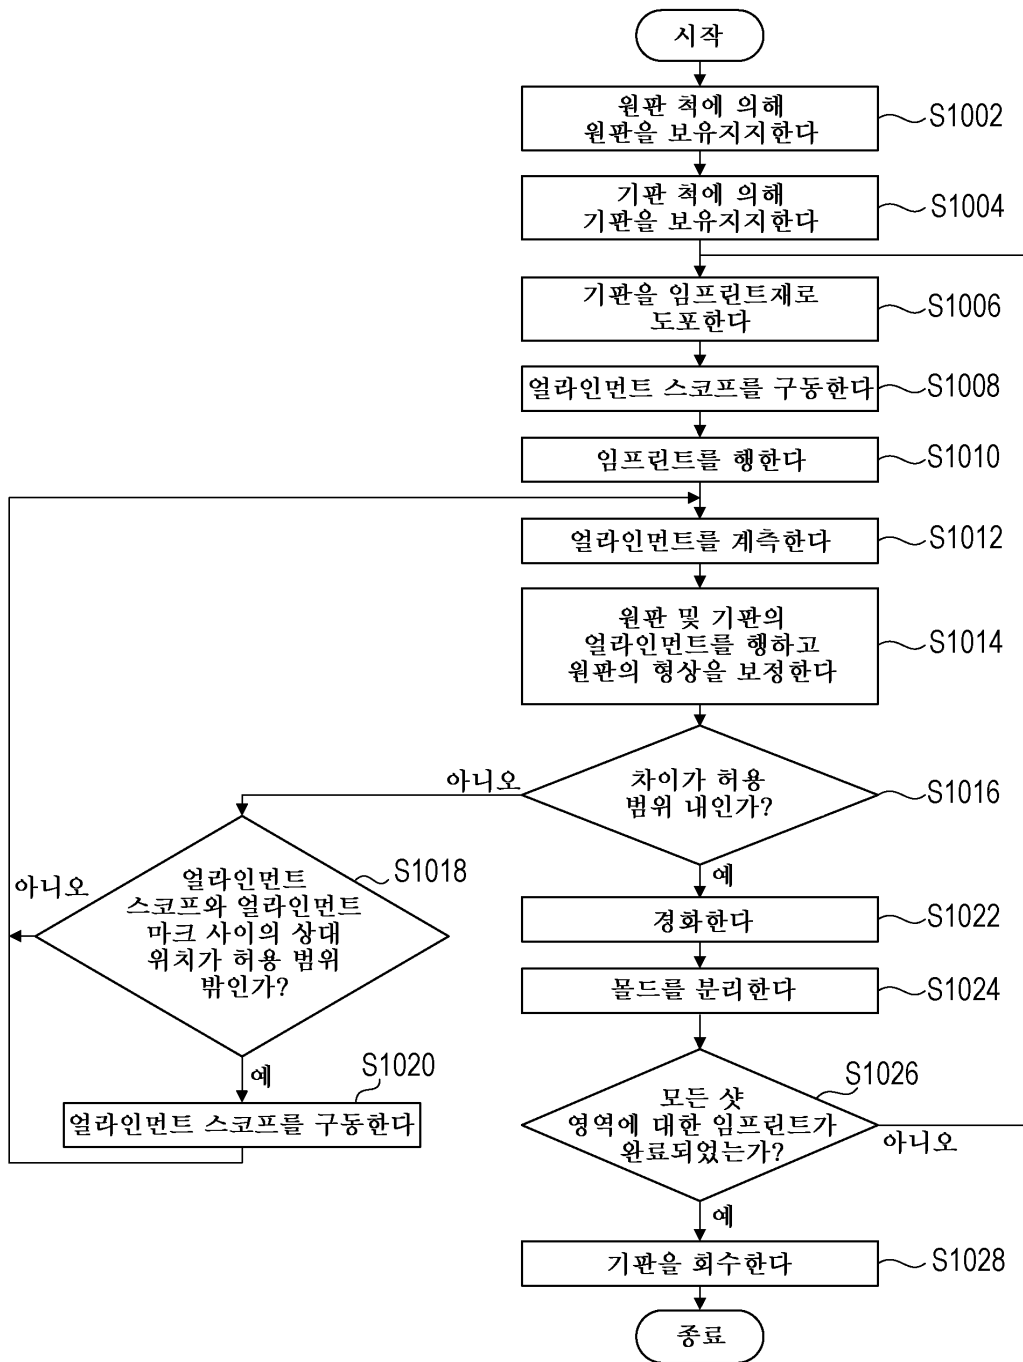 시작
원판 척에 의해
원판을 보유지지한다
S1002
기판 척에 의해
기판을 보유지지한다
S1004
기판을 임프린트재로
도포한다
S1006
얼라인먼트 스코프를 구동한다
S1008
임프린트를 행한다
S1010
얼라인먼트를 계측한다
S1012
원판 및 기판의
얼라인먼트를 행하고
원판의 형상을 보정한다
S1014
차이가 허용
범위 내인가?
S1016
아니오
예
얼라인먼트
스코프와 얼라인먼트
마크 사이의 상대
위치가 허용 범위
밖인가?
S1018
아니오
예
얼라인먼트 스코프를 구동한다
S1020
경화한다
S1022
몰드를 분리한다
S1024
모든 샷
영역에 대한 임프린트가
완료되었는가?
S1026
아니오
예
기판을 회수한다
S1028
종료